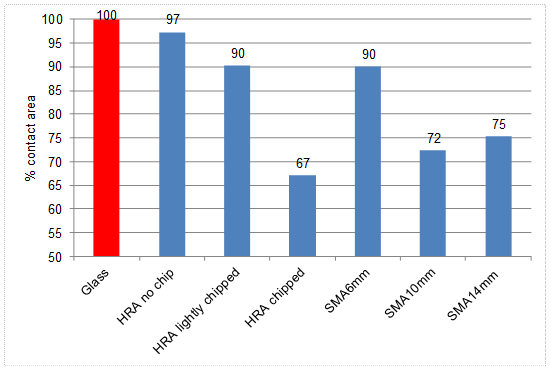 % contact area
100
95
90
85
80
75
70
65
60
55
50
100
97
90
67
90
72
75
Glass
HRA no chip
HRA lightly chipped
HRA chipped
SMA6mm
SMA10mm
SMA14mm